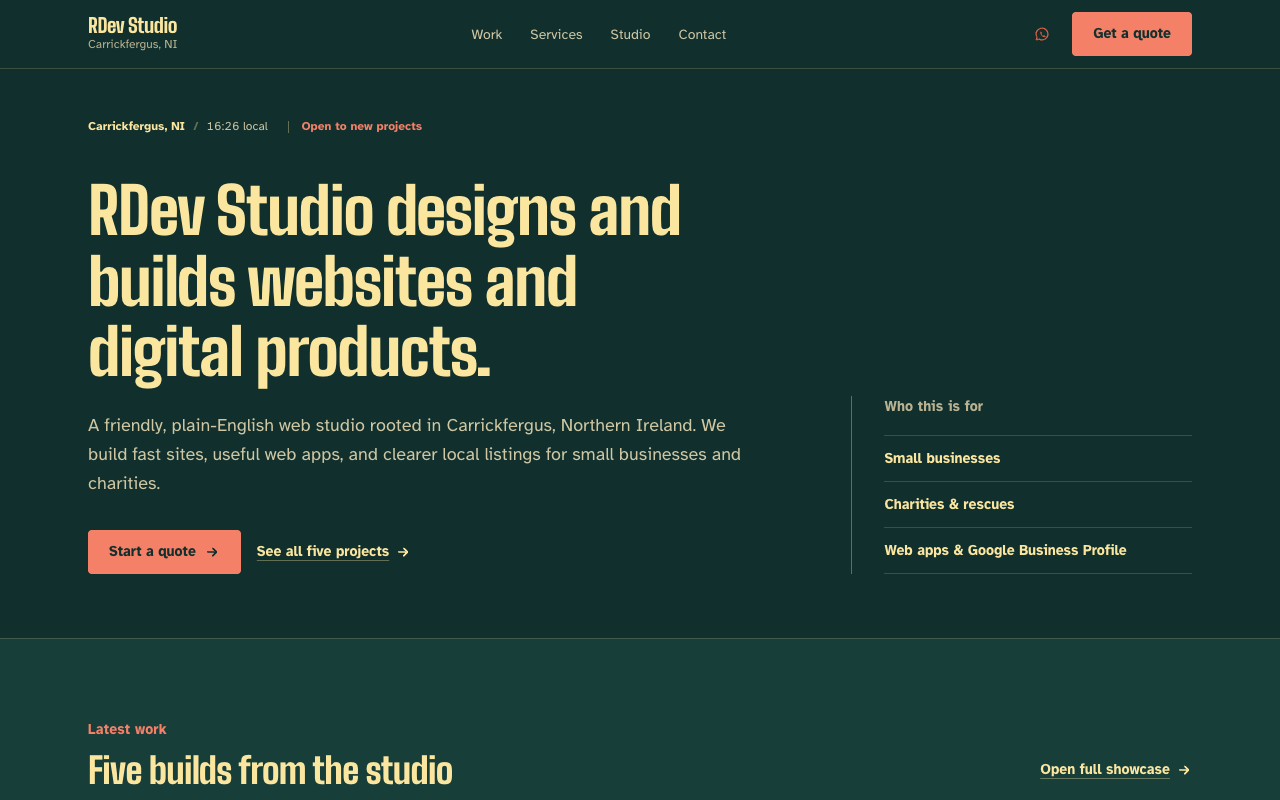 RDev Studio
Carrickfergus, NI
Work
Services
Studio
Contact
Get a quote
Carrickfergus, NI / 16:26 local
Open to new projects
RDev Studio designs and
builds websites and
digital products.
A friendly, plain-English web studio rooted in Carrickfergus, Northern Ireland. We
build fast sites, useful web apps, and clearer local listings for small businesses and
charities.
Start a quote →
See all five projects →
Who this is for
Small businesses
Charities & rescues
Web apps & Google Business Profile
Latest work
Five builds from the studio
Open full showcase →